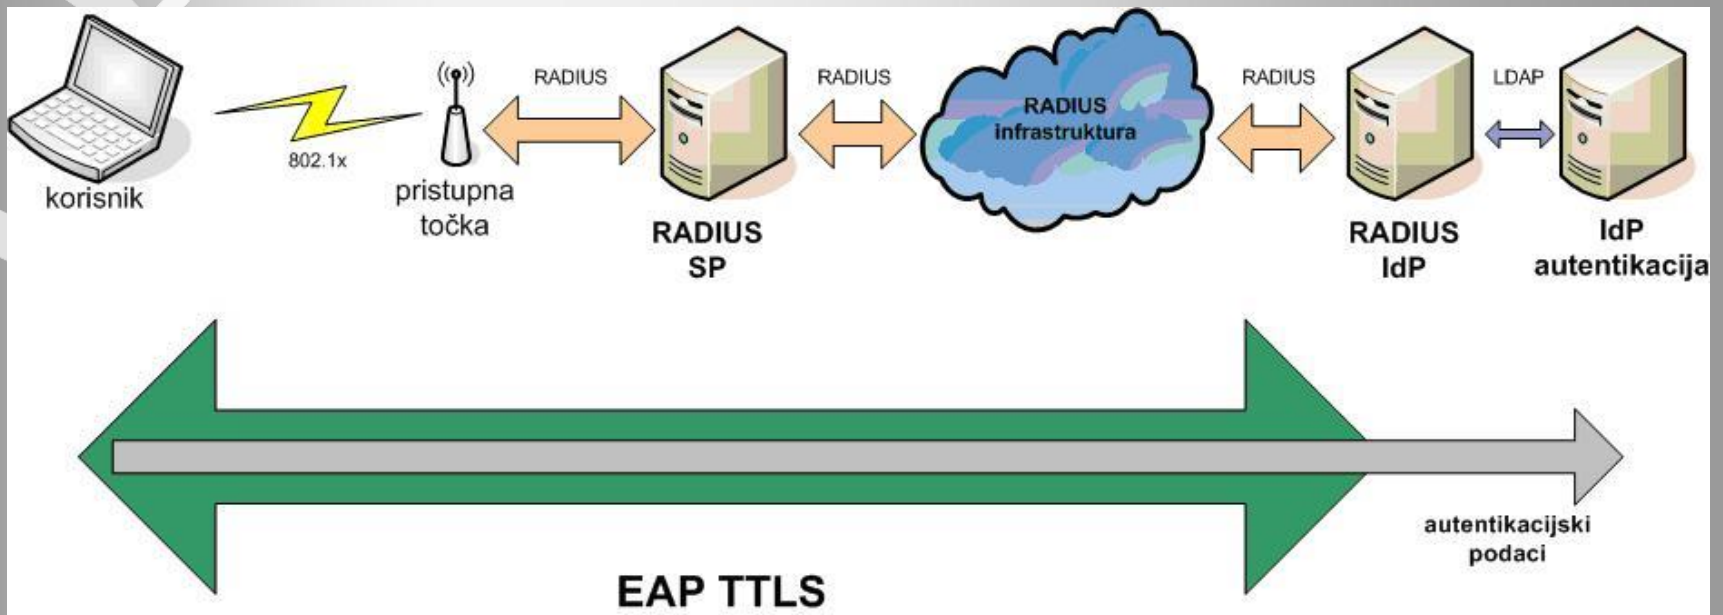 RADIUS
RADIUS
RADIUS
LDAP
RADIUS
infrastruktura
802.1x
korisnik
pristupna
točka
RADIUS
SP
RADIUS
IdP
IdP
autentikacija
autentikacijski
podaci
EAP TTLS